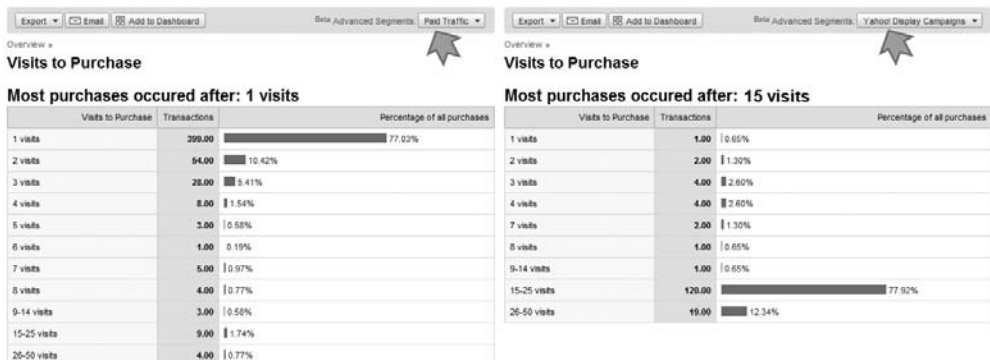 Export Email Add to Dashboard Beta Advanced Segments: Paid Traffic
Overview »
Visits to Purchase
Most purchases occured after: 1 visits
Visits to Purchase Transactions Percentage of all purchases
1 visits 399.00 77.03%
2 visits 54.00 10.42%
3 visits 28.00 5.41%
4 visits 8.00 1.54%
5 visits 3.00 0.58%
6 visits 1.00 0.19%
7 visits 5.00 0.97%
8 visits 4.00 0.77%
9-14 visits 3.00 0.58%
15-25 visits 9.00 1.74%
26-50 visits 4.00 0.77%
Export Email Add to Dashboard Beta Advanced Segments: Yahoo! Display Campaigns
Overview »
Visits to Purchase
Most purchases occured after: 15 visits
Visits to Purchase Transactions Percentage of all purchases
1 visits 1.00 0.65%
2 visits 2.00 1.30%
3 visits 4.00 2.60%
4 visits 4.00 2.60%
7 visits 2.00 1.30%
8 visits 1.00 0.65%
9-14 visits 1.00 0.65%
15-25 visits 120.00 77.92%
26-50 visits 19.00 12.34%